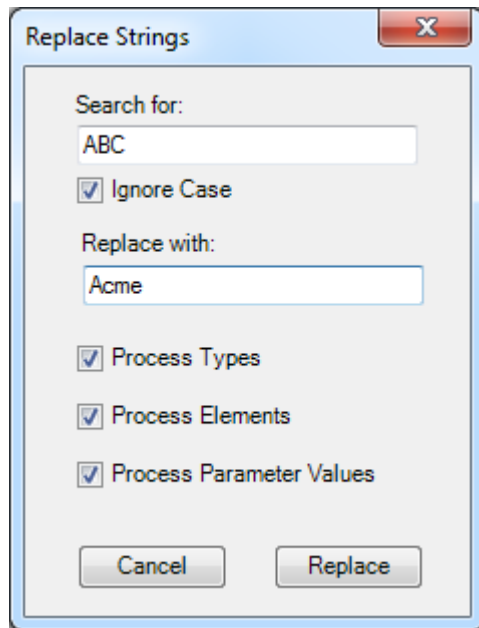 Replace Strings
Search for:
ABC
Ignore Case
Replace with:
Acme
Process Types
Process Elements
Process Parameter Values
Cancel Replace